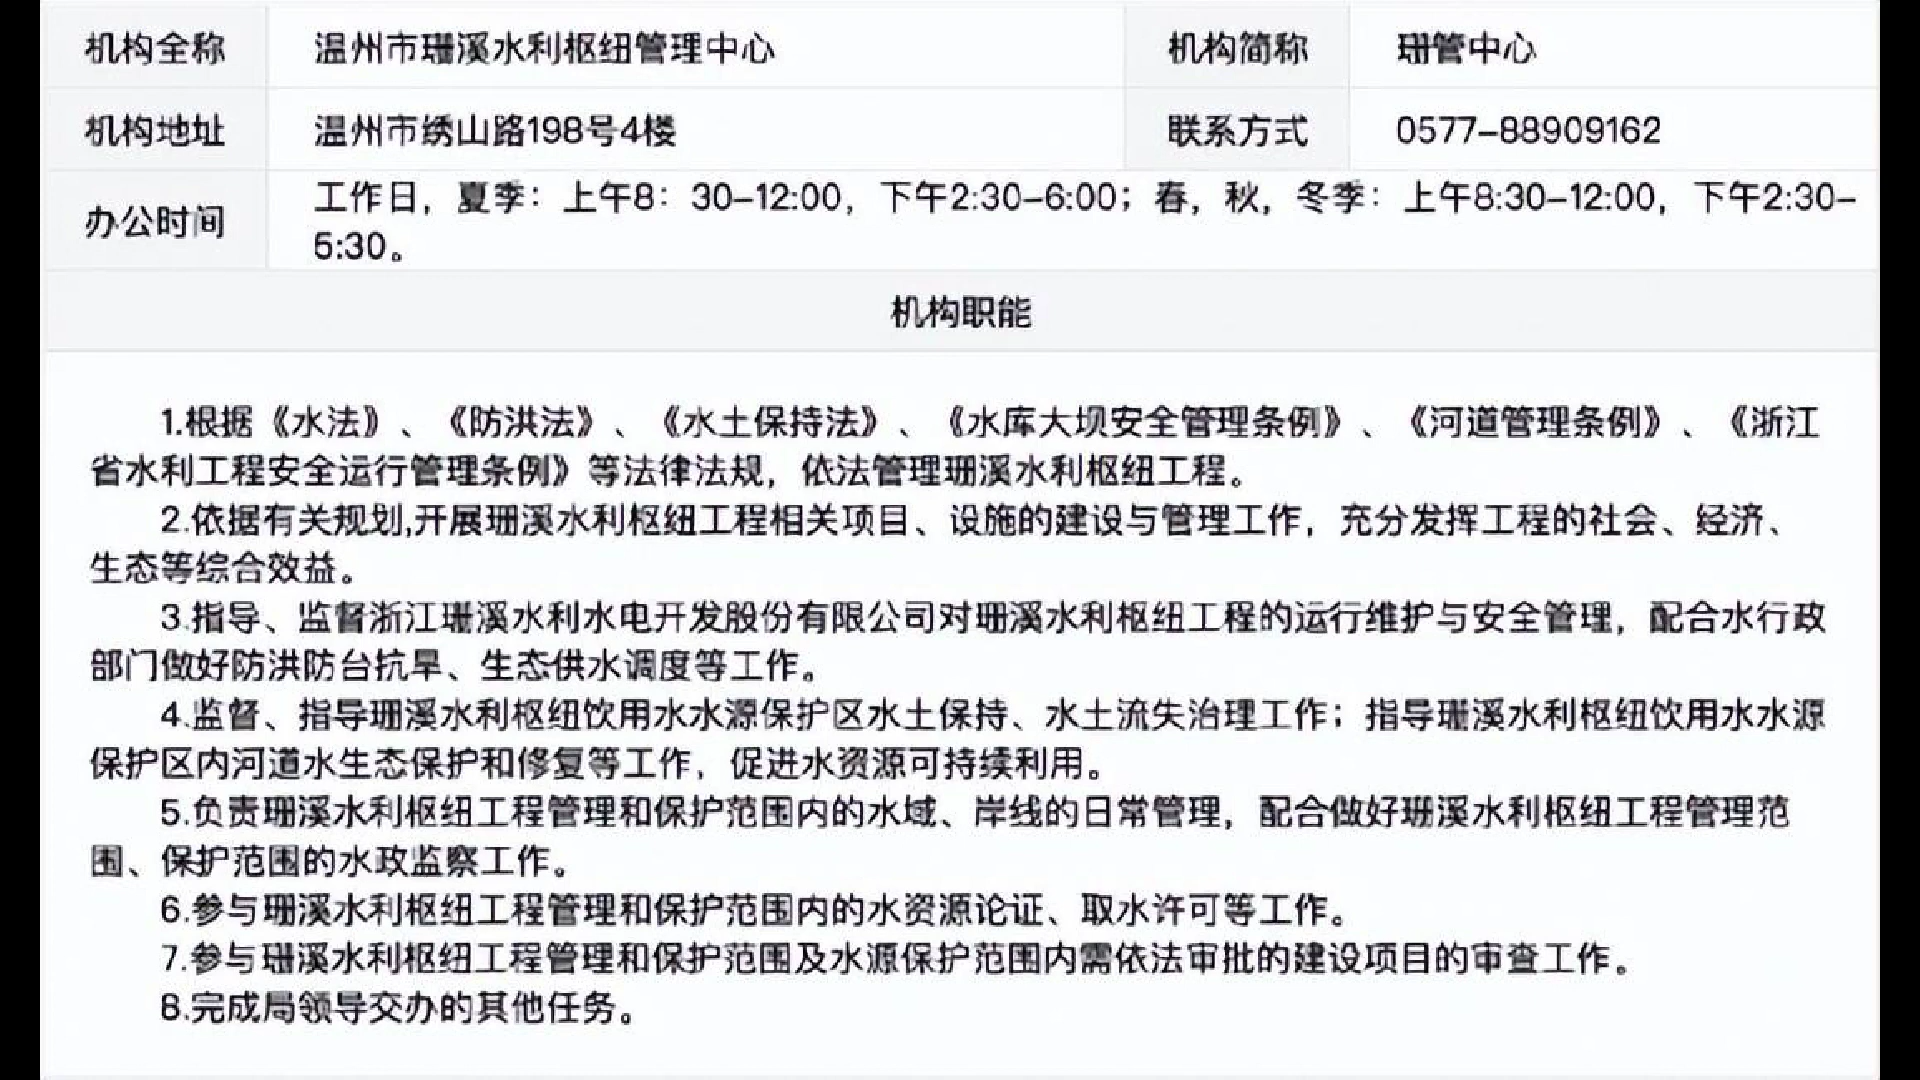 机构全称 温州市珊溪水利枢纽管理中心 机构简称 珊管中心
机构地址 温州市绣山路198号4楼 联系方式 0577-88909162
办公时间 工作日，夏季：上午8：30-12:00，下午2:30-6:00；春，秋，冬季：上午8:30-12:00，下午2:30-
5:30。
机构职能
1.根据《水法》、《防洪法》、《水土保持法》、《水库大坝安全管理条例》、《河道管理条例》、《浙江
省水利工程安全运行管理条例》等法律法规，依法管理珊溪水利枢纽工程。
2.依据有关规划,开展珊溪水利枢纽工程相关项目、设施的建设与管理工作，充分发挥工程的社会、经济、
生态等综合效益。
3.指导、监督浙江珊溪水利水电开发股份有限公司对珊溪水利枢纽工程的运行维护与安全管理，配合水行政
部门做好防洪防台抗旱、生态供水调度等工作。
4.监督、指导珊溪水利枢纽饮用水水源保护区水土保持、水土流失治理工作；指导珊溪水利枢纽饮用水水源
保护区内河道水生态保护和修复等工作，促进水资源可持续利用。
5.负责珊溪水利枢纽工程管理和保护范围内的水域、岸线的日常管理，配合做好珊溪水利枢纽工程管理范
围、保护范围的水政监察工作。
6.参与珊溪水利枢纽工程管理和保护范围内的水资源论证、取水许可等工作。
7.参与珊溪水利枢纽工程管理和保护范围及水源保护范围内需依法审批的建设项目的审查工作。
8.完成局领导交办的其他任务。